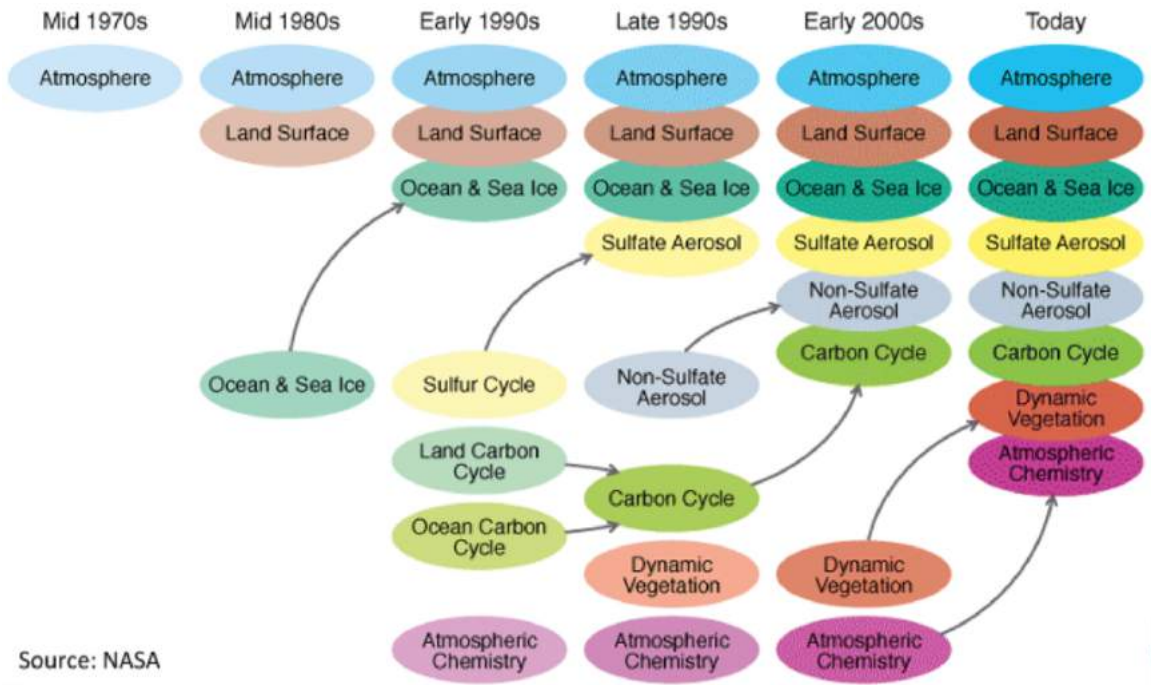 Mid 1970s
Mid 1980s
Early 1990s
Late 1990s
Early 2000s
Today
Atmosphere
Atmosphere
Atmosphere
Atmosphere
Atmosphere
Atmosphere
Land Surface
Land Surface
Land Surface
Land Surface
Land Surface
Ocean & Sea Ice
Ocean & Sea Ice
Ocean & Sea Ice
Ocean & Sea Ice
Sulfate Aerosol
Sulfate Aerosol
Sulfate Aerosol
Non-Sulfate
Aerosol
Non-Sulfate
Aerosol
Carbon Cycle
Carbon Cycle
Ocean & Sea Ice
Sulfur Cycle
Non-Sulfate
Aerosol
Dynamic
Vegetation
Land Carbon
Cycle
Atmospheric
Chemistry
Carbon Cycle
Ocean Carbon
Cycle
Dynamic
Vegetation
Dynamic
Vegetation
Atmospheric
Chemistry
Atmospheric
Chemistry
Atmospheric
Chemistry
Source: NASA